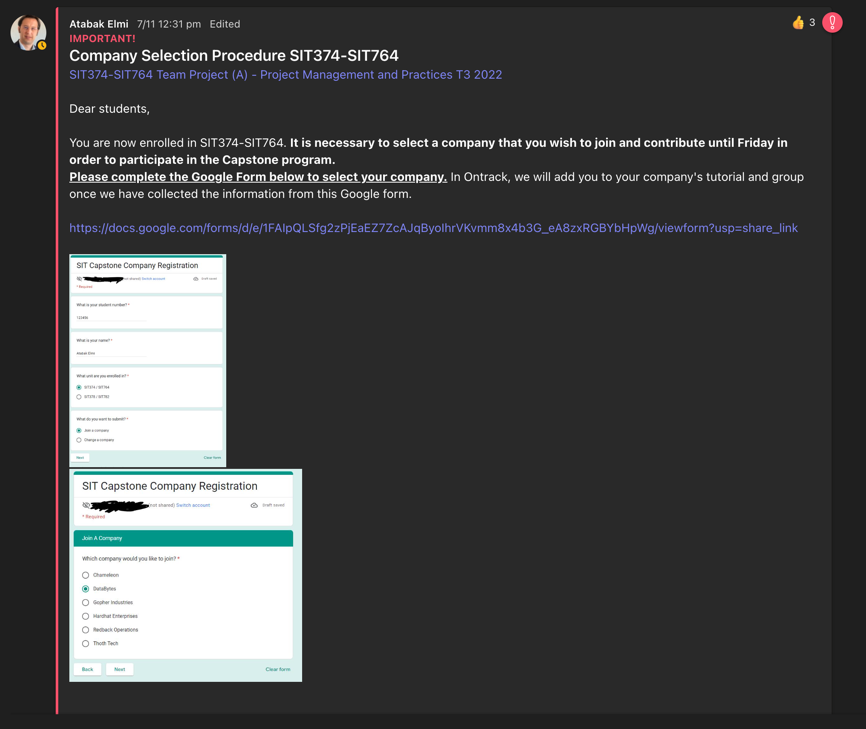 Atabak Elmi 7/11 12:31 pm Edited
👍 3
IMPORTANT!
Company Selection Procedure SIT374-SIT764
SIT374-SIT764 Team Project (A) - Project Management and Practices T3 2022
Dear students,
You are now enrolled in SIT374-SIT764. It is necessary to select a company that you wish to join and contribute until Friday in
order to participate in the Capstone program.
Please complete the Google Form below to select your company. In Ontrack, we will add you to your company's tutorial and group
once we have collected the information from this Google form.
https://docs.google.com/forms/d/e/1FAIpQLSfg2zPjEaEZ7ZcAJqByoIhrVKvmm8x4b3G_eA8zxRGBYbHpWg/viewform?usp=share_link
SIT Capstone Company Registration
not shared) Switch account Draft saved
* Required
What is your student number? *
What is your name? *
Atabak Elmi
What unit are you enrolled in? *
SIT374 / SIT764
SIT378 / SIT782
What do you want to submit? *
Join a company
Change a company
Next Clear form
SIT Capstone Company Registration
(not shared) Switch account Draft saved
* Required
Join A Company
Which company would you like to join? *
Chameleon
DataBytes
Gopher Industries
Hardhat Enterprises
Redback Operations
Thoth Tech
Back Next Clear form